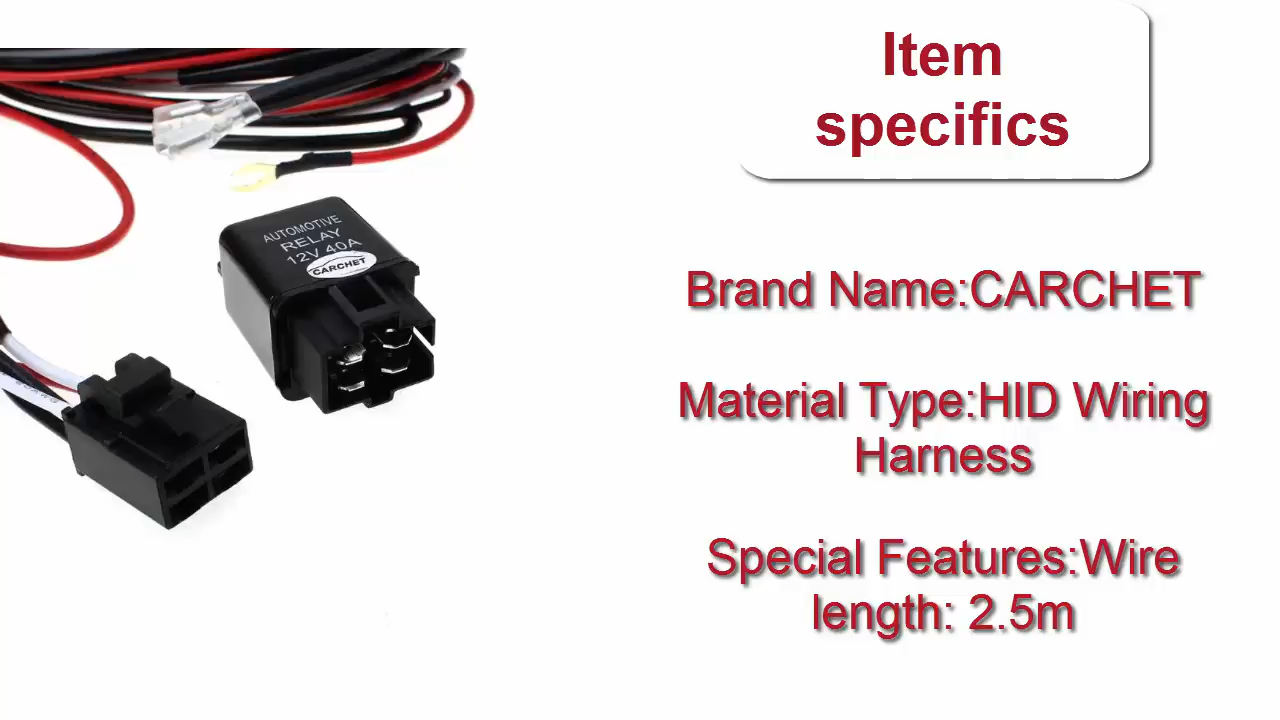 Item
specifics
AUTOMOTIVE
RELAY
12V 40A
CARCHET
Brand Name:CARCHET
Material Type:HID Wiring
Harness
Special Features:Wire
length: 2.5m